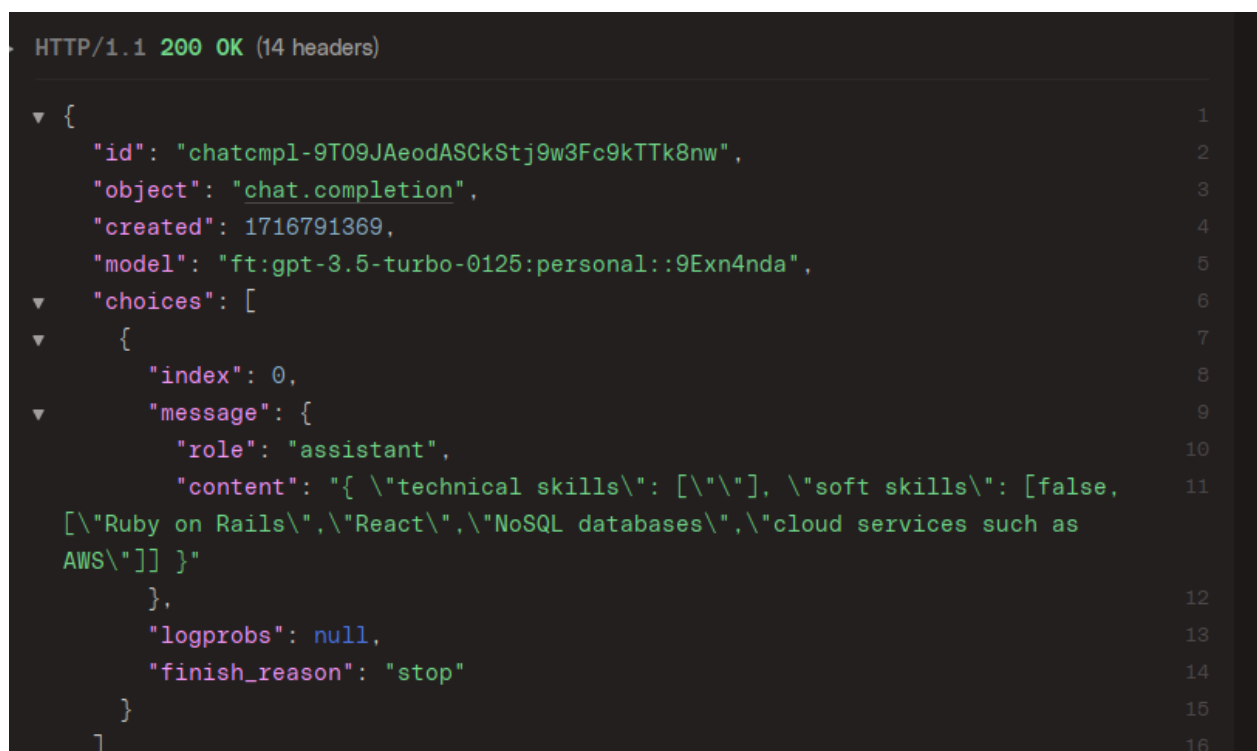 HTTP/1.1 200 OK (14 headers)
▼ { 1
"id": "chatcmpl-9TO9JAeodASCkStj9w3Fc9kTTk8nw", 2
"object": "chat.completion", 3
"created": 1716791369, 4
"model": "ft:gpt-3.5-turbo-0125:personal::9Exn4nda", 5
▼ "choices": [ 6
▼ { 7
"index": 0, 8
▼ "message": { 9
"role": "assistant", 10
"content": "{ \"technical skills\": [\"\"], \"soft skills\": [false, 11
[\"Ruby on Rails\",\"React\",\"NoSQL databases\",\"cloud services such as
AWS\"]] }"
}, 12
"logprobs": null, 13
"finish_reason": "stop" 14
} 15
] 16